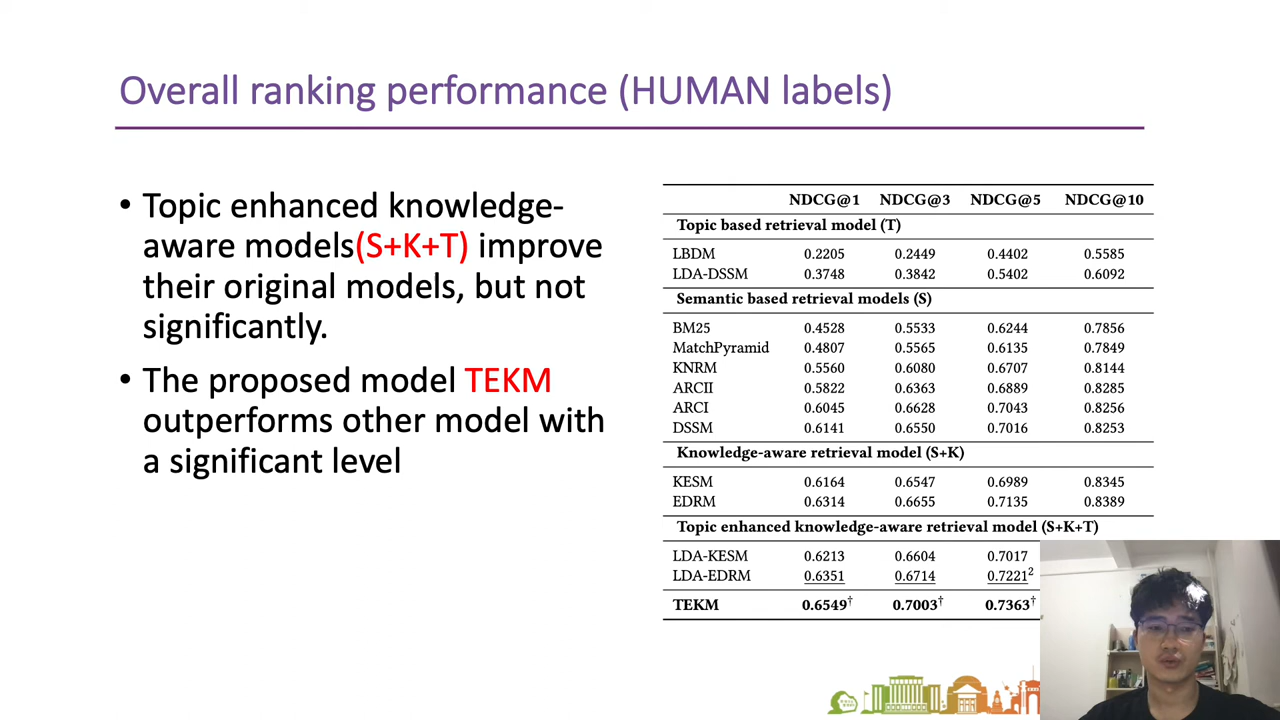 Overall ranking performance (HUMAN labels)
• Topic enhanced knowledge-
aware models(S+K+T) improve
their original models, but not
significantly.
• The proposed model TEKM
outperforms other model with
a significant level
NDCG@1 NDCG@3 NDCG@5 NDCG@10
Topic based retrieval model (T)
LBDM 0.2205 0.2449 0.4402 0.5585
LDA-DSSM 0.3748 0.3842 0.5402 0.6092
Semantic based retrieval models (S)
BM25 0.4528 0.5533 0.6244 0.7856
MatchPyramid 0.4807 0.5565 0.6135 0.7849
KNRM 0.5560 0.6080 0.6707 0.8144
ARCII 0.5822 0.6363 0.6889 0.8285
ARCI 0.6045 0.6628 0.7043 0.8256
DSSM 0.6141 0.6550 0.7016 0.8253
Knowledge-aware retrieval model (S+K)
KESM 0.6164 0.6547 0.6989 0.8345
EDRM 0.6314 0.6655 0.7135 0.8389
Topic enhanced knowledge-aware retrieval model (S+K+T)
LDA-KESM 0.6213 0.6604 0.7017
LDA-EDRM 0.6351 0.6714 0.7221²
TEKM 0.6549† 0.7003† 0.7363†